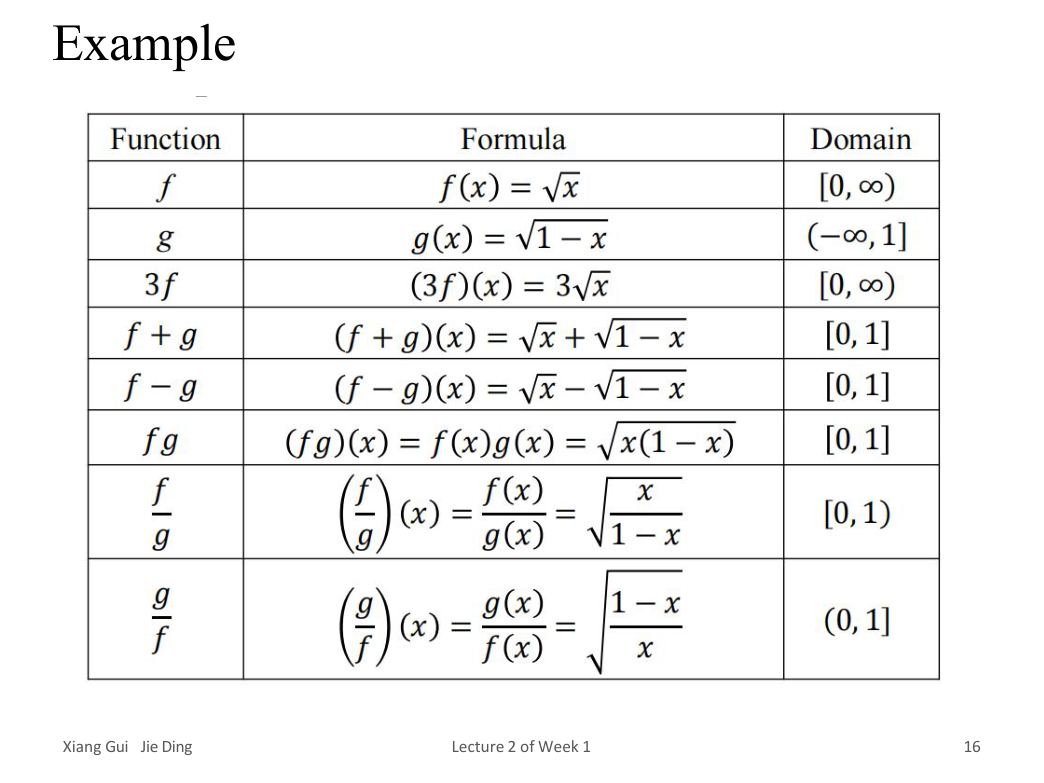 Example
Function Formula Domain
f f(x) = √x [0, ∞)
g g(x) = √(1 − x) (−∞, 1]
3f (3f)(x) = 3√x [0, ∞)
f + g (f + g)(x) = √x + √(1 − x) [0, 1]
f − g (f − g)(x) = √x − √(1 − x) [0, 1]
fg (fg)(x) = f(x)g(x) = √(x(1 − x)) [0, 1]
f/g (f/g)(x) = f(x)/g(x) = √(x/(1 − x)) [0, 1)
g/f (g/f)(x) = g(x)/f(x) = √((1 − x)/x) (0, 1]
Xiang Gui Jie Ding Lecture 2 of Week 1 16